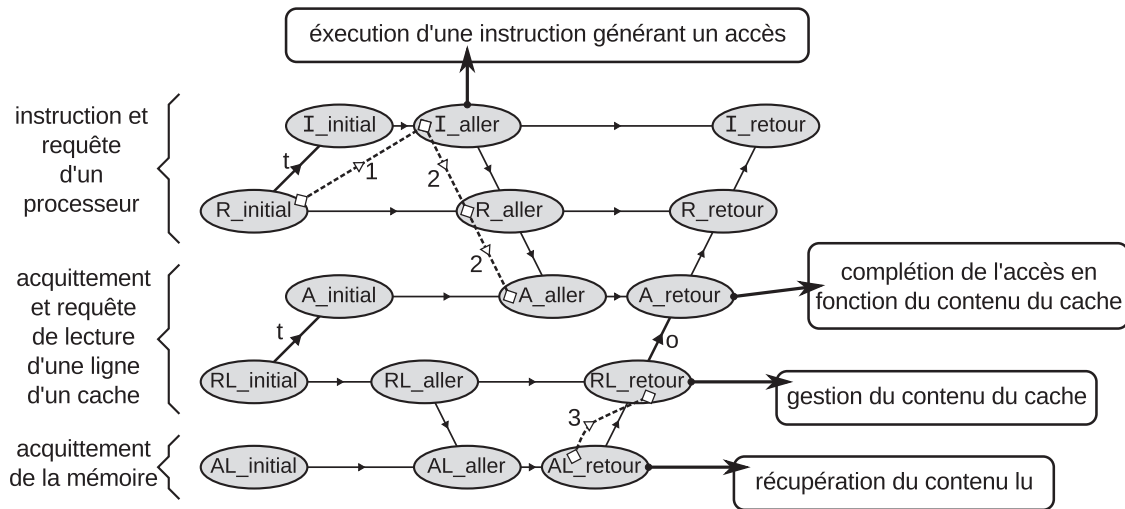 éxecution d'une instruction générant un accès
instruction et
requête
d'un
processeur
I_initial
I_aller
I_retour
t
1
2
R_initial
R_aller
R_retour
2
acquittement
et requête
de lecture
d'une ligne
d'un cache
A_initial
A_aller
A_retour
complétion de l'accès en
fonction du contenu du cache
t
o
RL_initial
RL_aller
RL_retour
gestion du contenu du cache
3
acquittement
de la mémoire
AL_initial
AL_aller
AL_retour
récupération du contenu lu